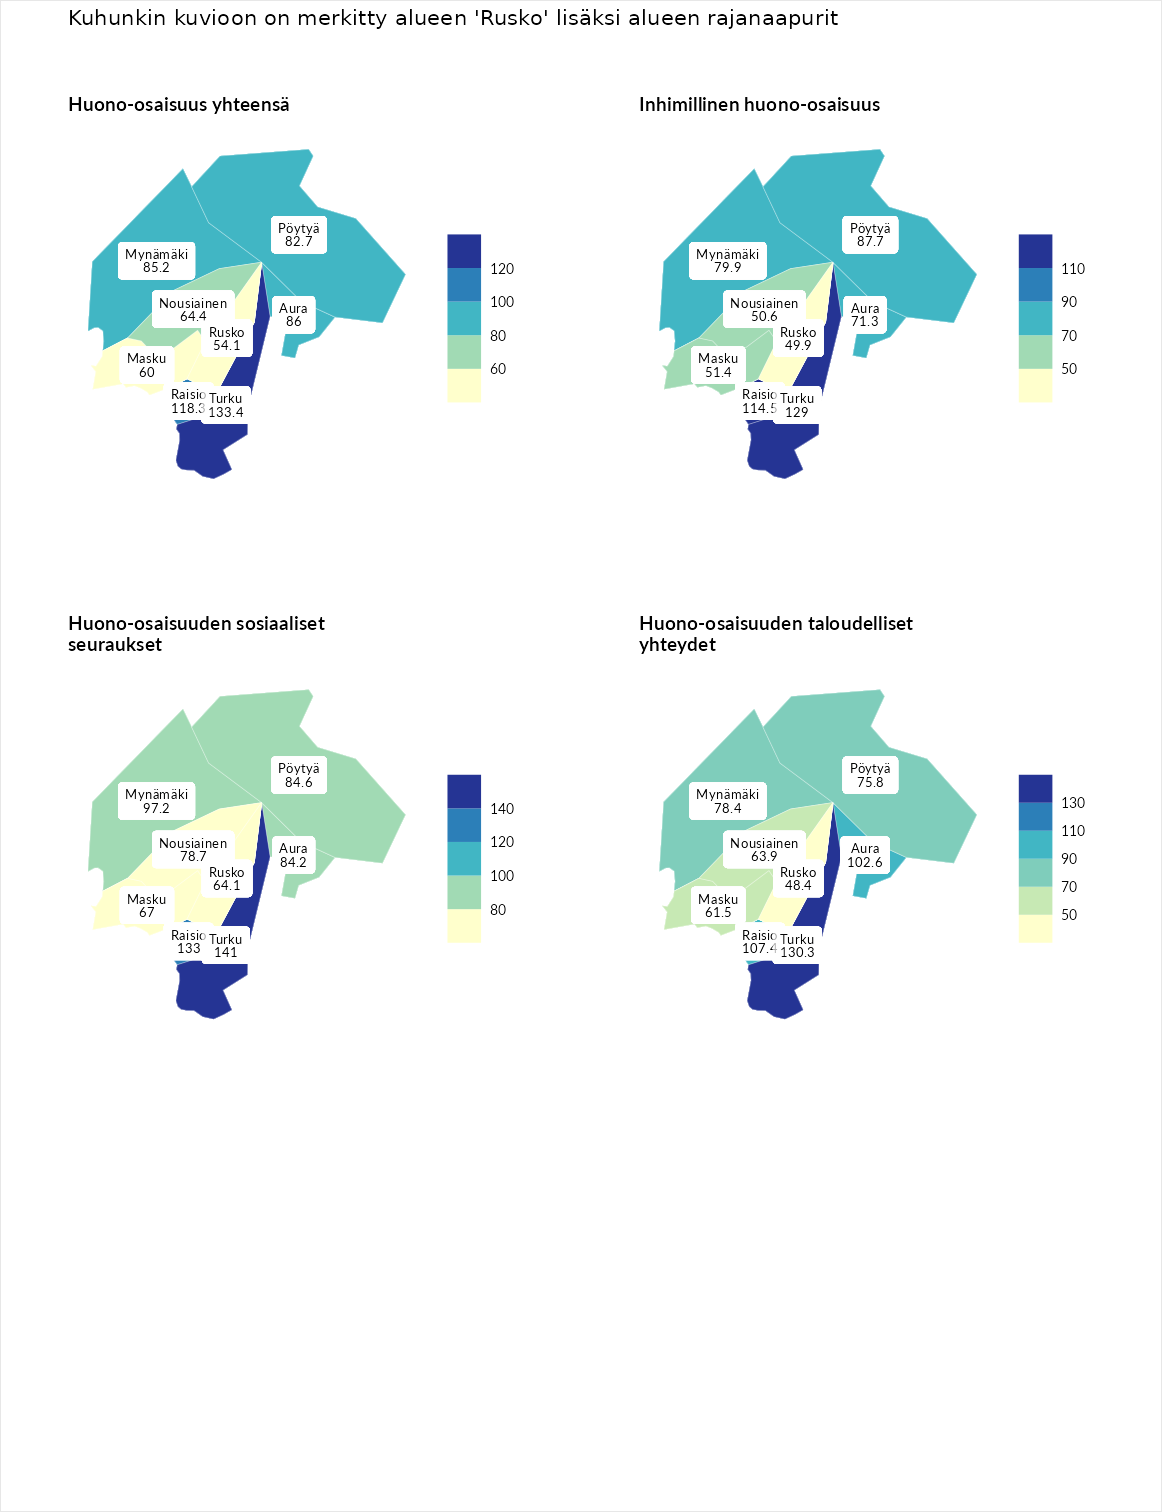 Kuhunkin kuvioon on merkitty alueen 'Rusko' lisäksi alueen rajanaapurit
Huono-osaisuus yhteensä
Pöytyä
82.7
Mynämäki
85.2
Nousiainen
64.4
Aura
86
Rusko
54.1
Masku
60
Raisio
118.3
Turku
133.4
120
100
80
60
Inhimillinen huono-osaisuus
Pöytyä
87.7
Mynämäki
79.9
Nousiainen
50.6
Aura
71.3
Rusko
49.9
Masku
51.4
Raisio
114.5
Turku
129
110
90
70
50
Huono-osaisuuden sosiaaliset
seuraukset
Pöytyä
84.6
Mynämäki
97.2
Nousiainen
78.7
Aura
84.2
Rusko
64.1
Masku
67
Raisio
133
Turku
141
140
120
100
80
Huono-osaisuuden taloudelliset
yhteydet
Pöytyä
75.8
Mynämäki
78.4
Nousiainen
63.9
Aura
102.6
Rusko
48.4
Masku
61.5
Raisio
107.4
Turku
130.3
130
110
90
70
50